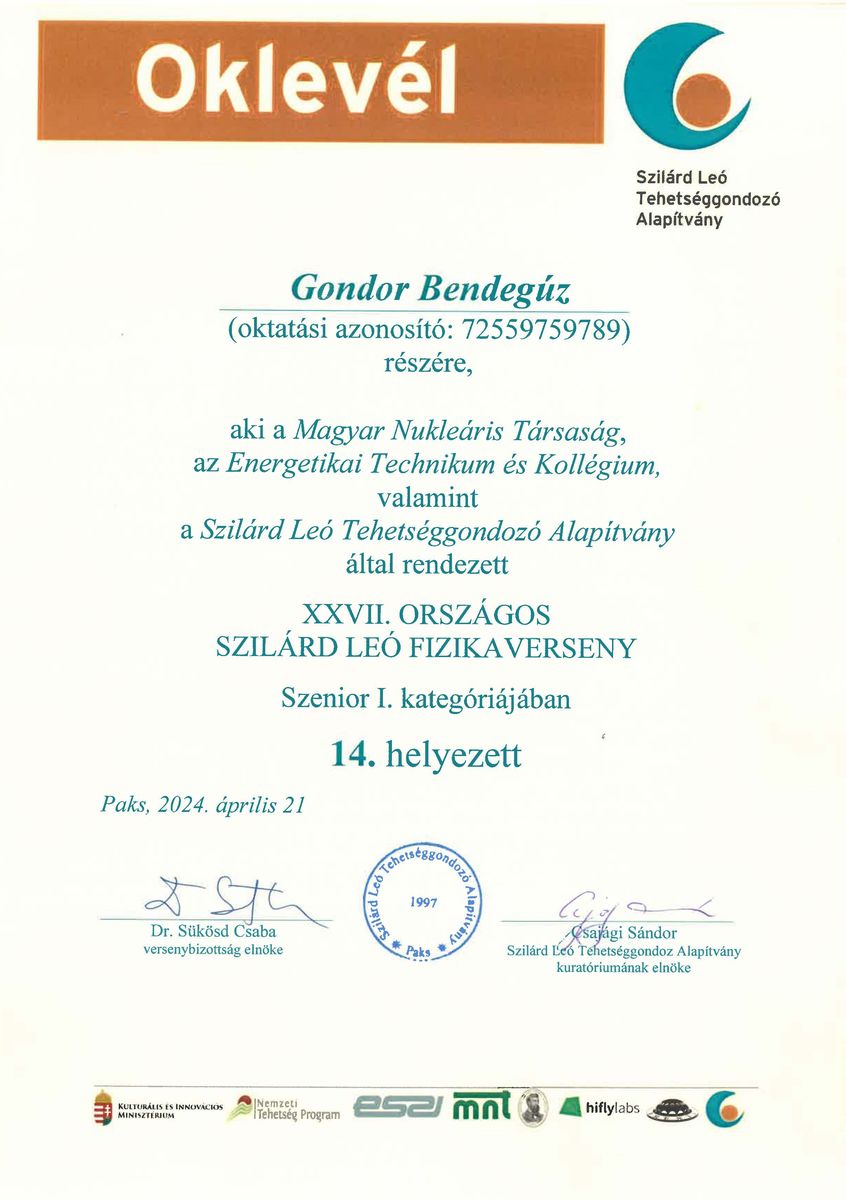 Oklevél
Szilárd Leó
Tehetséggondozó
Alapítvány
Gondor Bendegúz
(oktatási azonosító: 72559759789)
részére,
aki a Magyar Nukleáris Társaság,
az Energetikai Technikum és Kollégium,
valamint
a Szilárd Leó Tehetséggondozó Alapítvány
által rendezett
XXVII. ORSZÁGOS
SZILÁRD LEÓ FIZIKAVERSENY
Szenior I. kategóriájában
14. helyezett
Paks, 2024. április 21
Szilárd Leó Tehetséggondozó Alapítvány
1997
* Paks *
Dr. Sükösd Csaba
versenybizottság elnöke
Csajági Sándor
Szilárd Leó Tehetséggondoz Alapítvány
kuratóriumának elnöke
KULTURÁLIS ÉS INNOVÁCIÓS
MINISZTÉRIUM
Nemzeti
Tehetség Program
mnt
hiflylabs